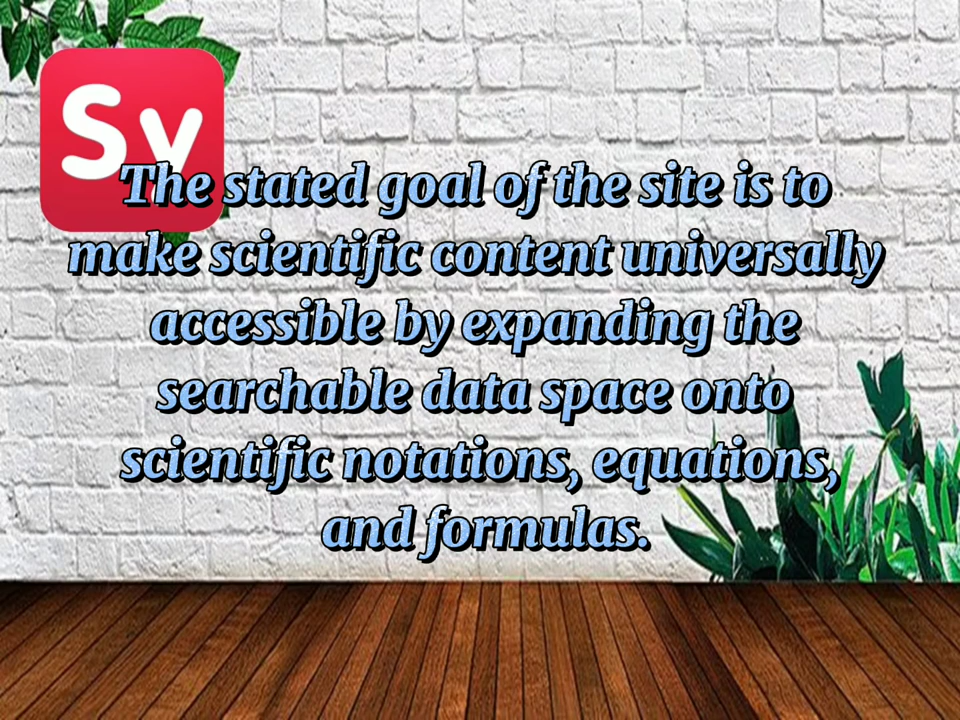 Sy
The stated goal of the site is to
make scientific content universally
accessible by expanding the
searchable data space onto
scientific notations, equations,
and formulas.